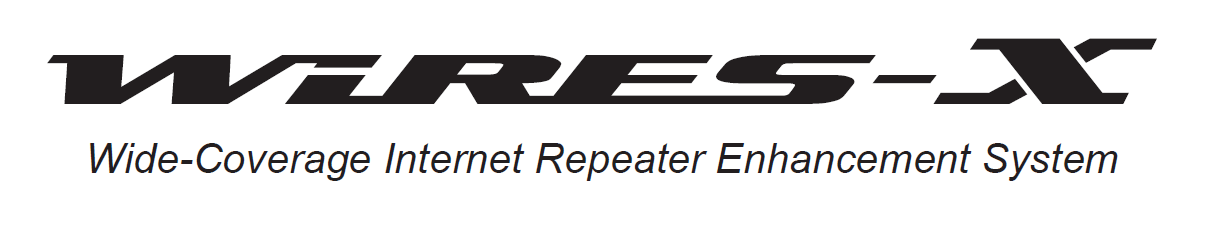 WiRES-X
Wide-Coverage Internet Repeater Enhancement System